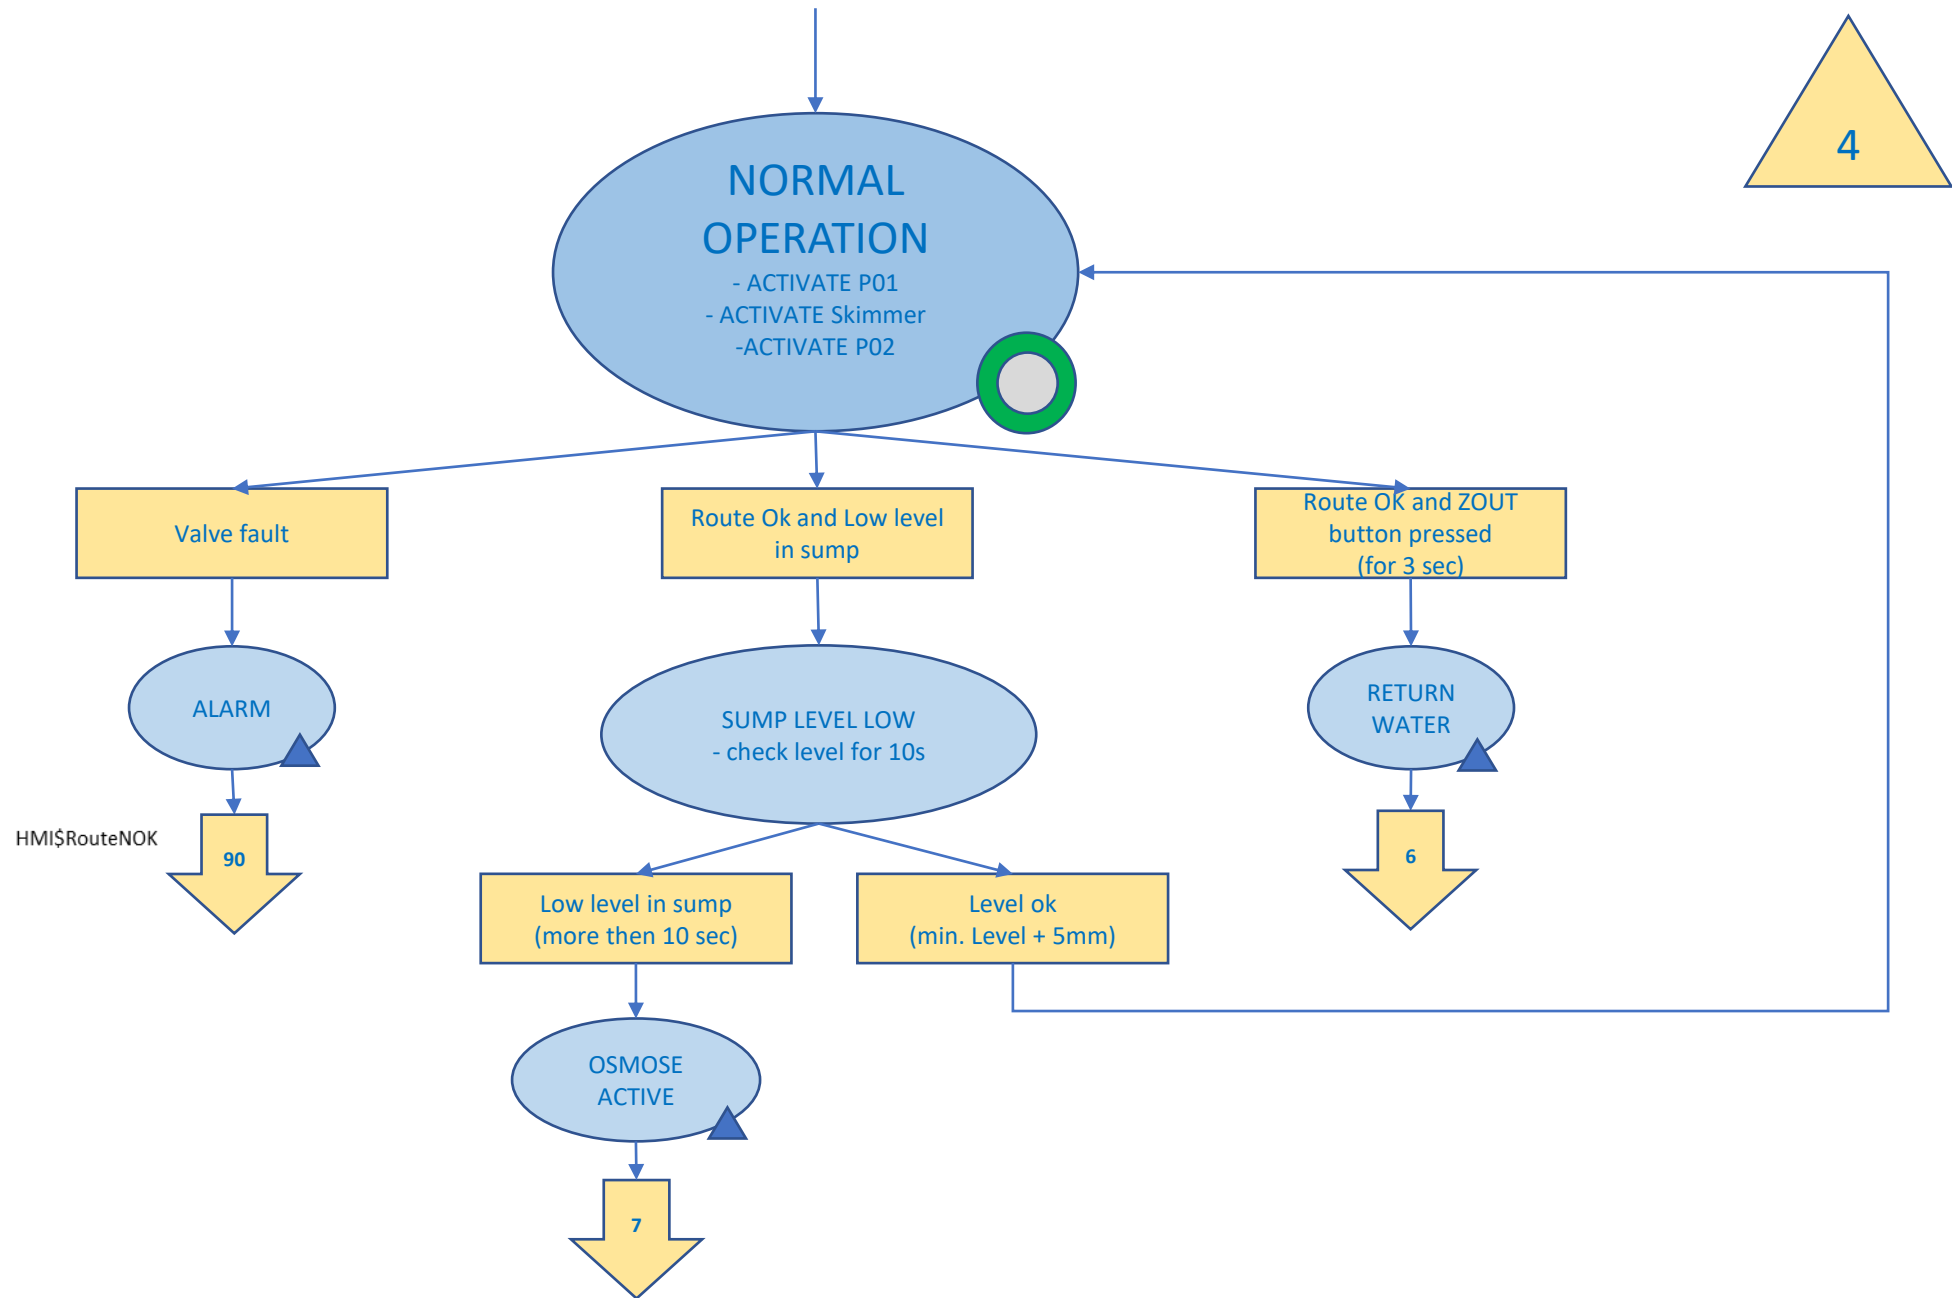 4
NORMAL
OPERATION
- ACTIVATE P01
- ACTIVATE Skimmer
-ACTIVATE P02
Valve fault
Route Ok and Low level
in sump
Route OK and ZOUT
button pressed
(for 3 sec)
ALARM
SUMP LEVEL LOW
- check level for 10s
RETURN
WATER
HMI$RouteNOK
90
6
Low level in sump
(more then 10 sec)
Level ok
(min. Level + 5mm)
OSMOSE
ACTIVE
7